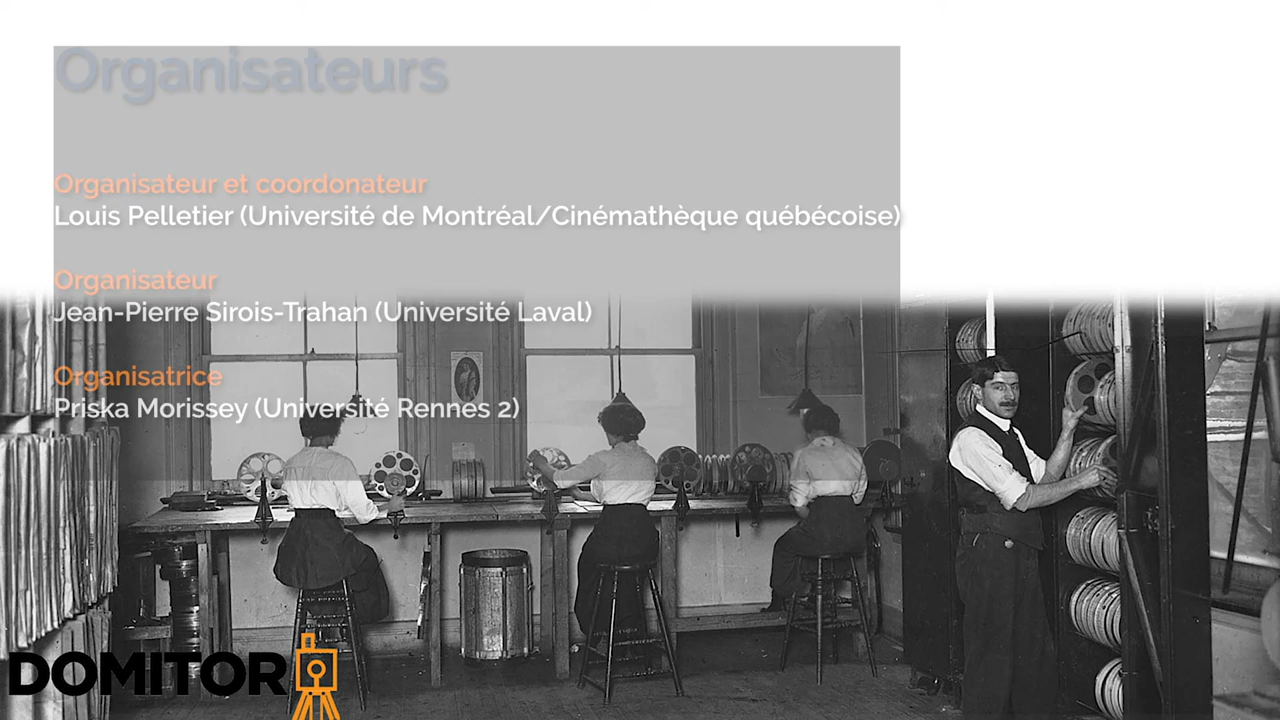 Organisateurs
Organisateur et coordonateur
Louis Pelletier (Université de Montréal/Cinémathèque québécoise)
Organisateur
Jean-Pierre Sirois-Trahan (Université Laval)
Organisatrice
Priska Morissey (Université Rennes 2)
DOMITOR